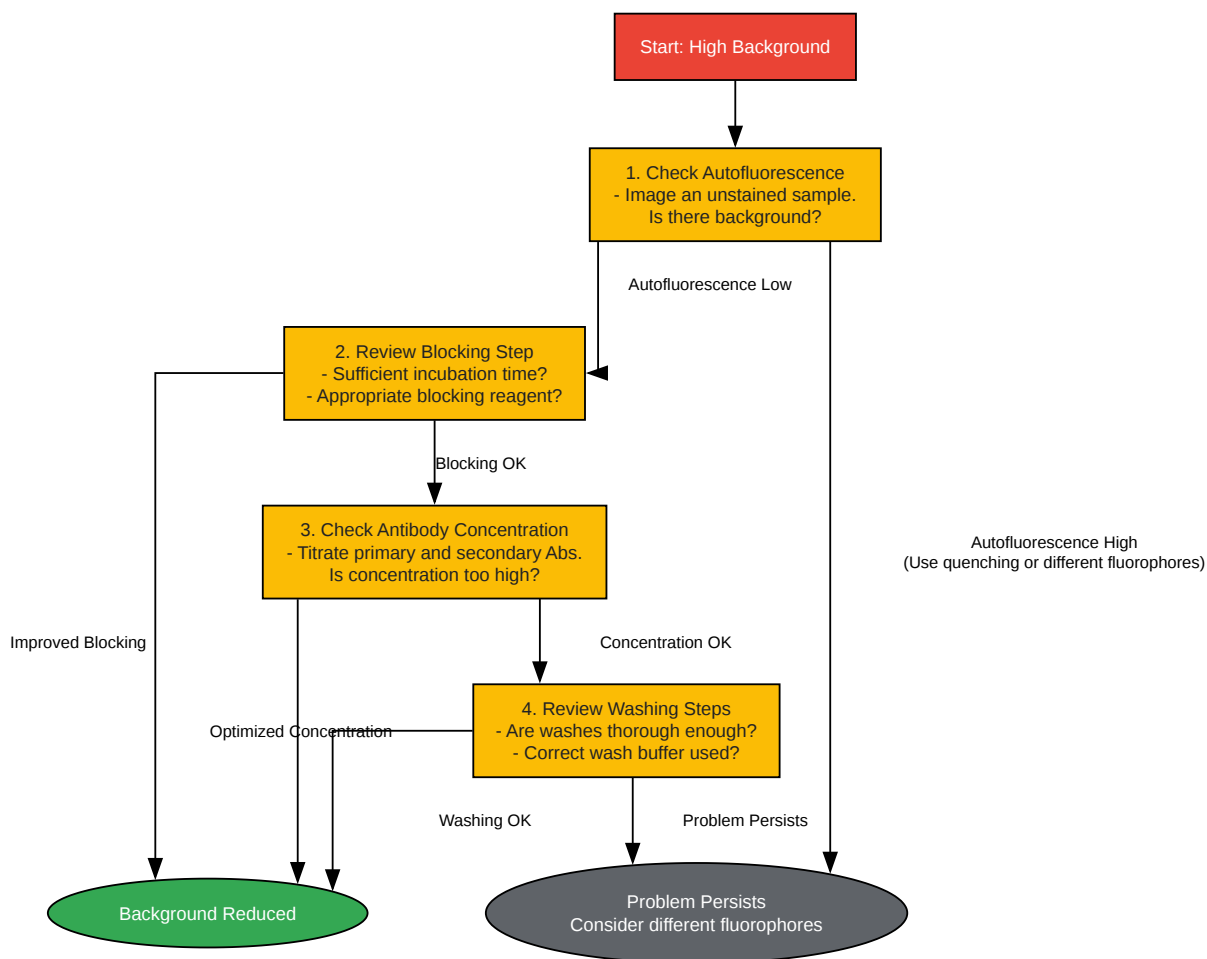 Start: High Background
1. Check Autofluorescence
- Image an unstained sample.
Is there background?
Autofluorescence Low
2. Review Blocking Step
- Sufficient incubation time?
- Appropriate blocking reagent?
Blocking OK
3. Check Antibody Concentration
- Titrate primary and secondary Abs.
Is concentration too high?
Autofluorescence High
(Use quenching or different fluorophores)
Improved Blocking
Concentration OK
4. Review Washing Steps
- Are washes thorough enough?
- Correct wash buffer used?
Optimized Concentration
Washing OK
Problem Persists
Background Reduced
Problem Persists
Consider different fluorophores